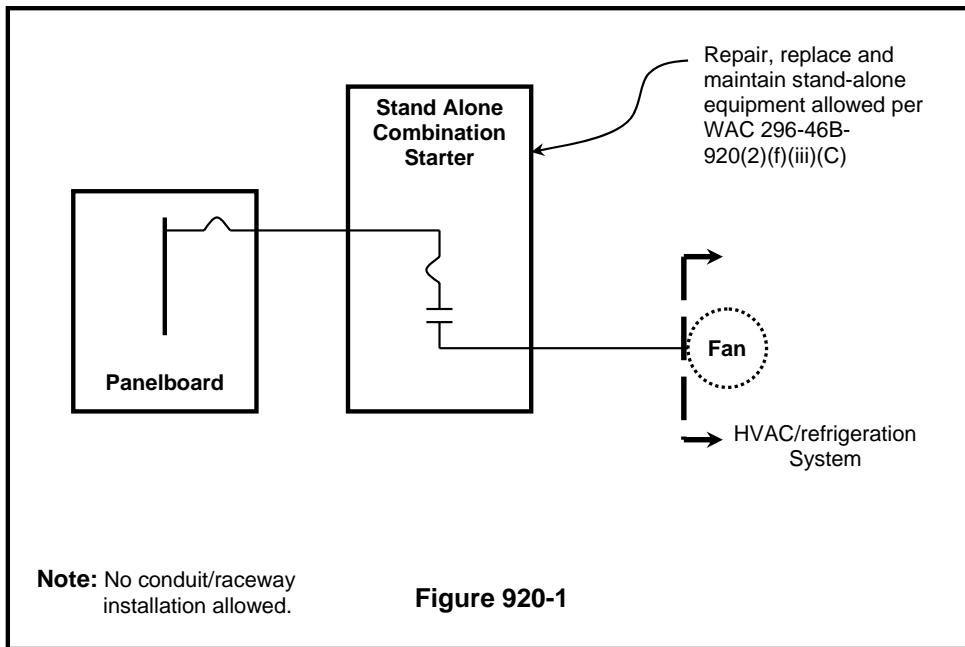 Repair, replace and
maintain stand-alone
equipment allowed per
WAC 296-46B-
920(2)(f)(iii)(C)
Stand Alone
Combination
Starter
Panelboard
Fan
HVAC/refrigeration
System
Note: No conduit/raceway
installation allowed.
Figure 920-1